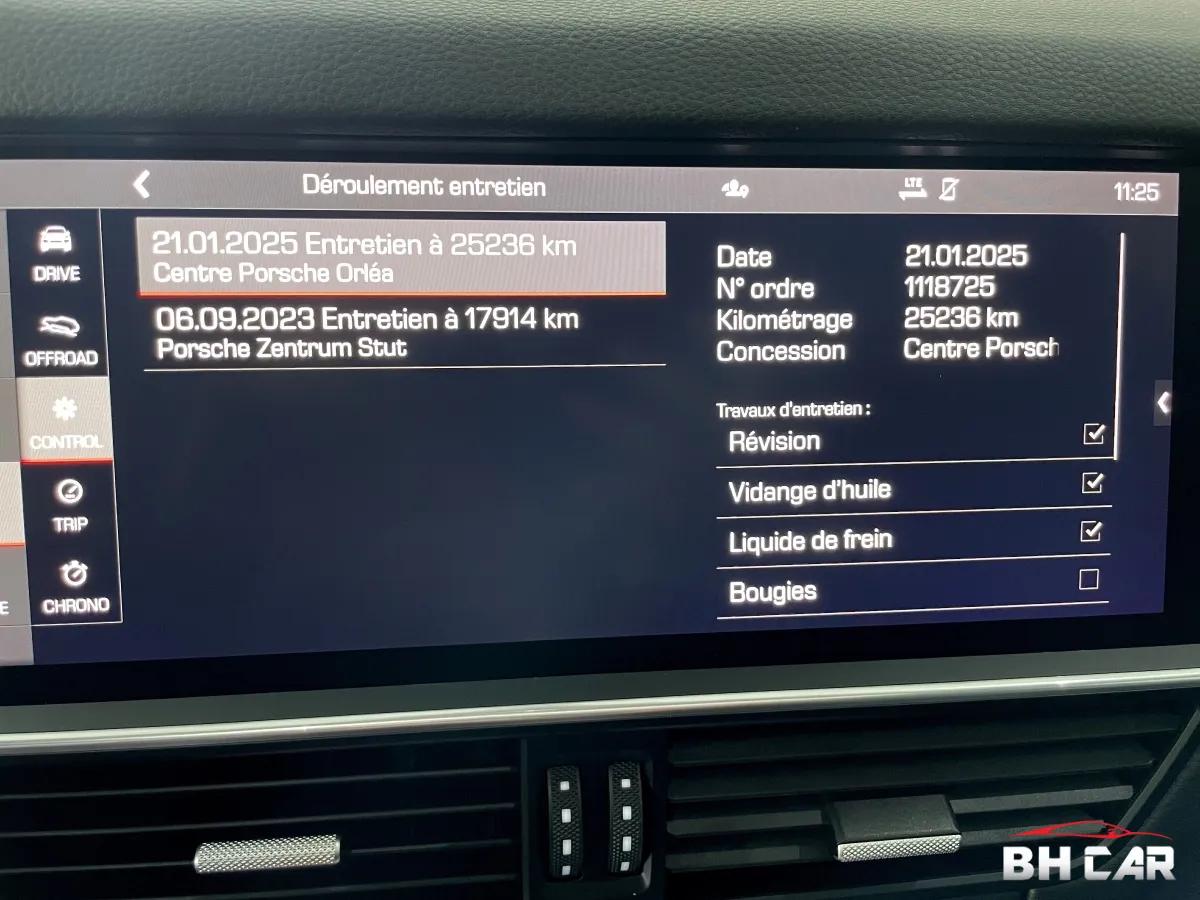 Déroulement entretien
LTE
11:25
DRIVE
OFFROAD
CONTROL
TRIP
CHRONO
E
21.01.2025 Entretien à 25236 km
Centre Porsche Orléa
06.09.2023 Entretien à 17914 km
Porsche Zentrum Stut
Date 21.01.2025
N° ordre 1118725
Kilométrage 25236 km
Concession Centre Porsch
Travaux d'entretien :
Révision
Vidange d'huile
Liquide de frein
Bougies
BH CAR